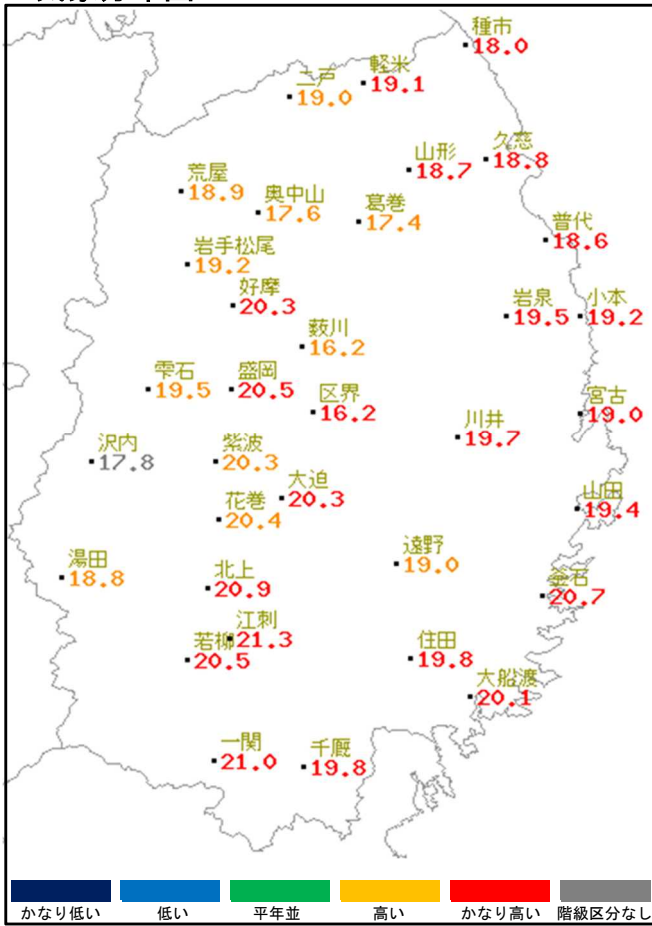 種市
18.0
軽米
19.1
二戸
19.0
久慈
18.8
山形
18.7
荒屋
18.9
奥中山
17.6
葛巻
17.4
普代
18.6
岩手松尾
19.2
好摩
20.3
岩泉
19.5
小本
19.2
薮川
16.2
雫石
19.5
盛岡
20.5
区界
16.2
宮古
19.0
川井
19.7
沢内
17.8
紫波
20.3
大迫
20.3
花巻
20.4
山田
19.4
湯田
18.8
北上
20.9
遠野
19.0
釜石
20.7
江刺
21.3
若柳
20.5
住田
19.8
大船渡
20.1
一関
21.0
千厩
19.8
かなり低い 低い 平年並 高い かなり高い 階級区分なし